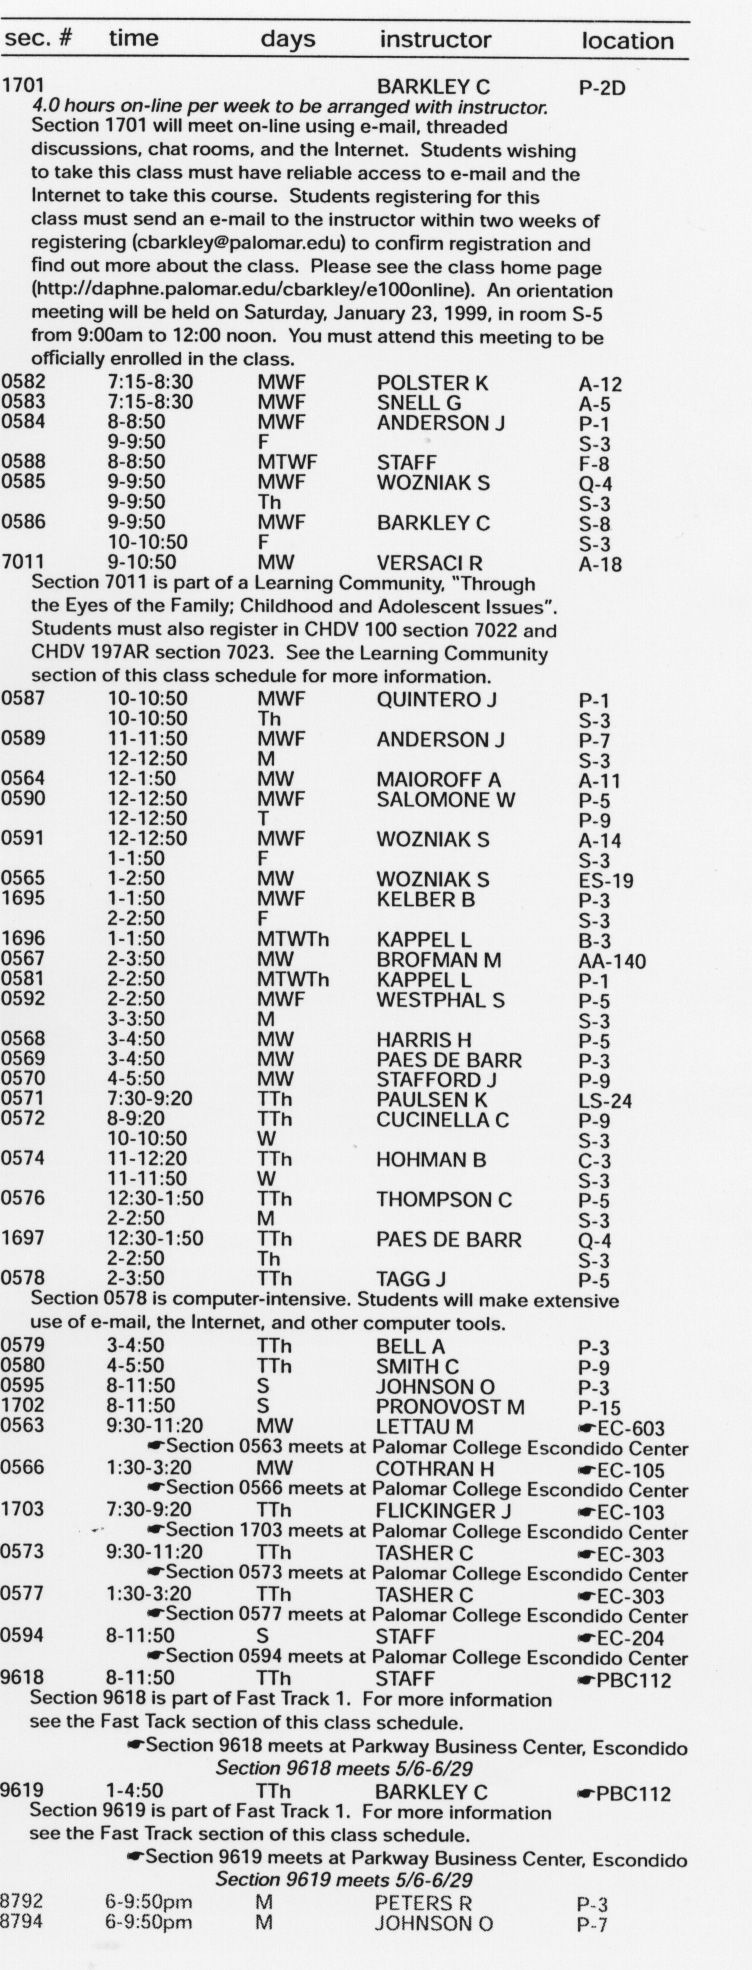 sec. # time days instructor location
1701 BARKLEY C P-2D
4.0 hours on-line per week to be arranged with instructor.
Section 1701 will meet on-line using e-mail, threaded
discussions, chat rooms, and the Internet. Students wishing
to take this class must have reliable access to e-mail and the
Internet to take this course. Students registering for this
class must send an e-mail to the instructor within two weeks of
registering (cbarkley@palomar.edu) to confirm registration and
find out more about the class. Please see the class home page
(http://daphne.palomar.edu/cbarkley/e100online). An orientation
meeting will be held on Saturday, January 23, 1999, in room S-5
from 9:00am to 12:00 noon. You must attend this meeting to be
officially enrolled in the class.
0582 7:15-8:30 MWF POLSTER K A-12
0583 7:15-8:30 MWF SNELL G A-5
0584 8-8:50 MWF ANDERSON J P-1
9-9:50 F S-3
0588 8-8:50 MTWF STAFF F-8
0585 9-9:50 MWF WOZNIAK S Q-4
9-9:50 Th S-3
0586 9-9:50 MWF BARKLEY C S-8
10-10:50 F S-3
7011 9-10:50 MW VERSACI R A-18
Section 7011 is part of a Learning Community, "Through
the Eyes of the Family; Childhood and Adolescent Issues".
Students must also register in CHDV 100 section 7022 and
CHDV 197AR section 7023. See the Learning Community
section of this class schedule for more information.
0587 10-10:50 MWF QUINTERO J P-1
10-10:50 Th S-3
0589 11-11:50 MWF ANDERSON J P-7
12-12:50 M S-3
0564 12-1:50 MW MAIOROFF A A-11
0590 12-12:50 MWF SALOMONE W P-5
12-12:50 T P-9
0591 12-12:50 MWF WOZNIAK S A-14
1-1:50 F S-3
0565 1-2:50 MW WOZNIAK S ES-19
1695 1-1:50 MWF KELBER B P-3
2-2:50 F S-3
1696 1-1:50 MTWTh KAPPEL L B-3
0567 2-3:50 MW BROFMAN M AA-140
0581 2-2:50 MTWTh KAPPEL L P-1
0592 2-2:50 MWF WESTPHAL S P-5
3-3:50 M S-3
0568 3-4:50 MW HARRIS H P-5
0569 3-4:50 MW PAES DE BARR P-3
0570 4-5:50 MW STAFFORD J P-9
0571 7:30-9:20 TTh PAULSEN K LS-24
0572 8-9:20 TTh CUCINELLA C P-9
10-10:50 W S-3
0574 11-12:20 TTh HOHMAN B C-3
11-11:50 W S-3
0576 12:30-1:50 TTh THOMPSON C P-5
2-2:50 M S-3
1697 12:30-1:50 TTh PAES DE BARR Q-4
2-2:50 Th S-3
0578 2-3:50 TTh TAGG J P-5
Section 0578 is computer-intensive. Students will make extensive
use of e-mail, the Internet, and other computer tools.
0579 3-4:50 TTh BELL A P-3
0580 4-5:50 TTh SMITH C P-9
0595 8-11:50 S JOHNSON O P-3
1702 8-11:50 S PRONOVOST M P-15
0563 9:30-11:20 MW LETTAU M ☛EC-603
☛Section 0563 meets at Palomar College Escondido Center
0566 1:30-3:20 MW COTHRAN H ☛EC-105
☛Section 0566 meets at Palomar College Escondido Center
1703 7:30-9:20 TTh FLICKINGER J ☛EC-103
☛Section 1703 meets at Palomar College Escondido Center
0573 9:30-11:20 TTh TASHER C ☛EC-303
☛Section 0573 meets at Palomar College Escondido Center
0577 1:30-3:20 TTh TASHER C ☛EC-303
☛Section 0577 meets at Palomar College Escondido Center
0594 8-11:50 S STAFF ☛EC-204
☛Section 0594 meets at Palomar College Escondido Center
9618 8-11:50 TTh STAFF ☛PBC112
Section 9618 is part of Fast Track 1. For more information
see the Fast Tack section of this class schedule.
☛Section 9618 meets at Parkway Business Center, Escondido
Section 9618 meets 5/6-6/29
9619 1-4:50 TTh BARKLEY C ☛PBC112
Section 9619 is part of Fast Track 1. For more information
see the Fast Track section of this class schedule.
☛Section 9619 meets at Parkway Business Center, Escondido
Section 9619 meets 5/6-6/29
8792 6-9:50pm M PETERS R P-3
8794 6-9:50pm M JOHNSON O P-7